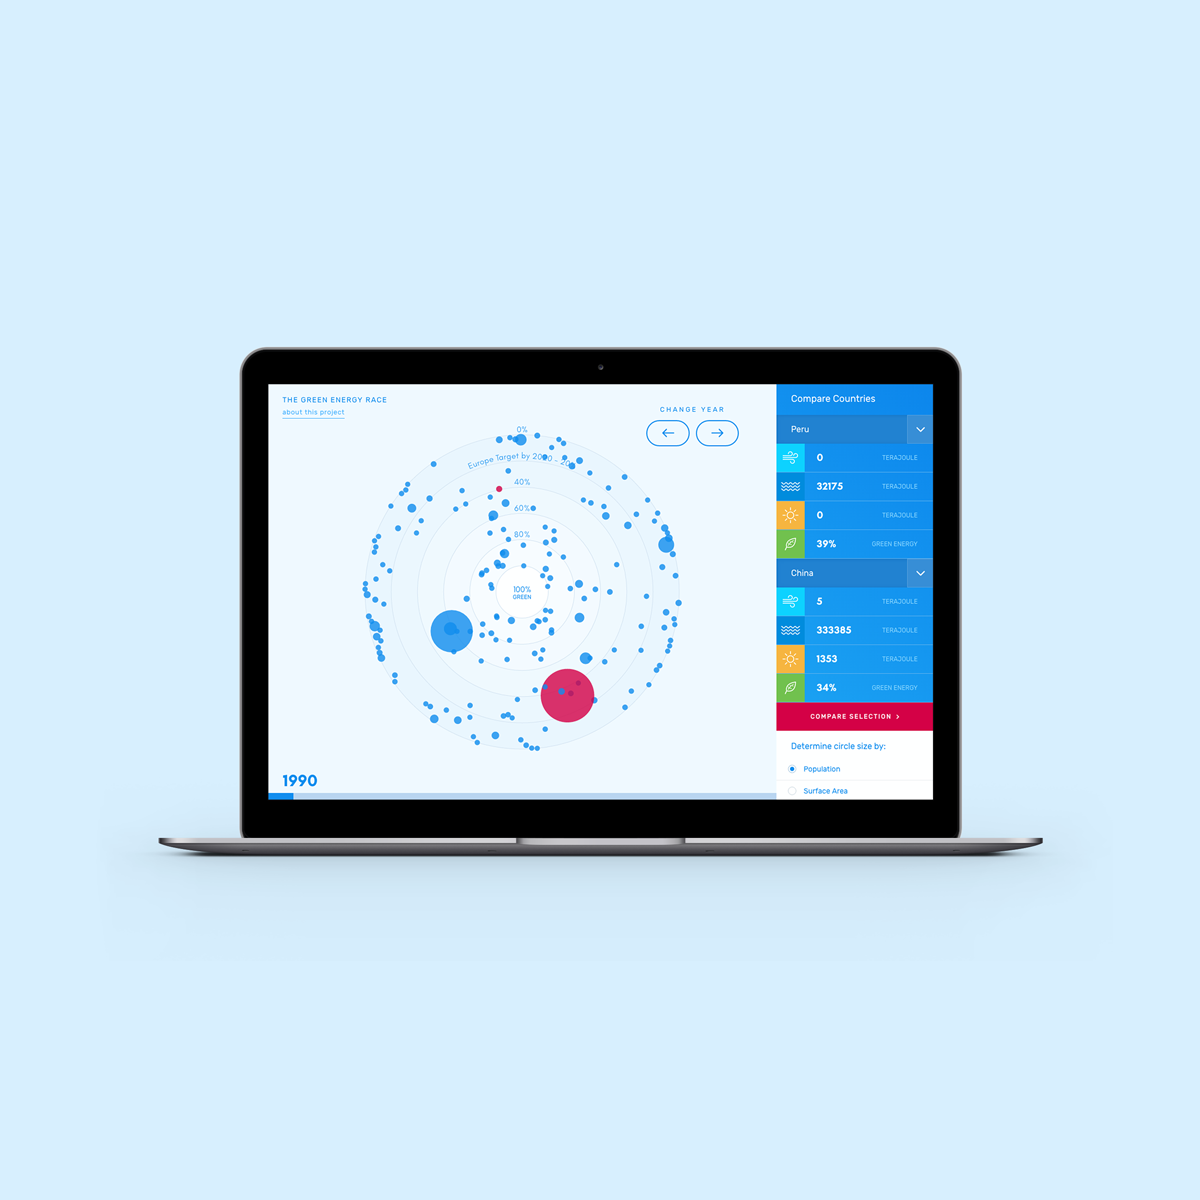 THE GREEN ENERGY RACE
about this project
CHANGE YEAR
0%
Europe Target by
40%
60%
80%
100%
GREEN
1990
Compare Countries
Peru
0 TERAJOULE
32175 TERAJOULE
0 TERAJOULE
39% GREEN ENERGY
China
5 TERAJOULE
333385 TERAJOULE
1353 TERAJOULE
34% GREEN ENERGY
COMPARE SELECTION
Determine circle size by:
Population
Surface Area